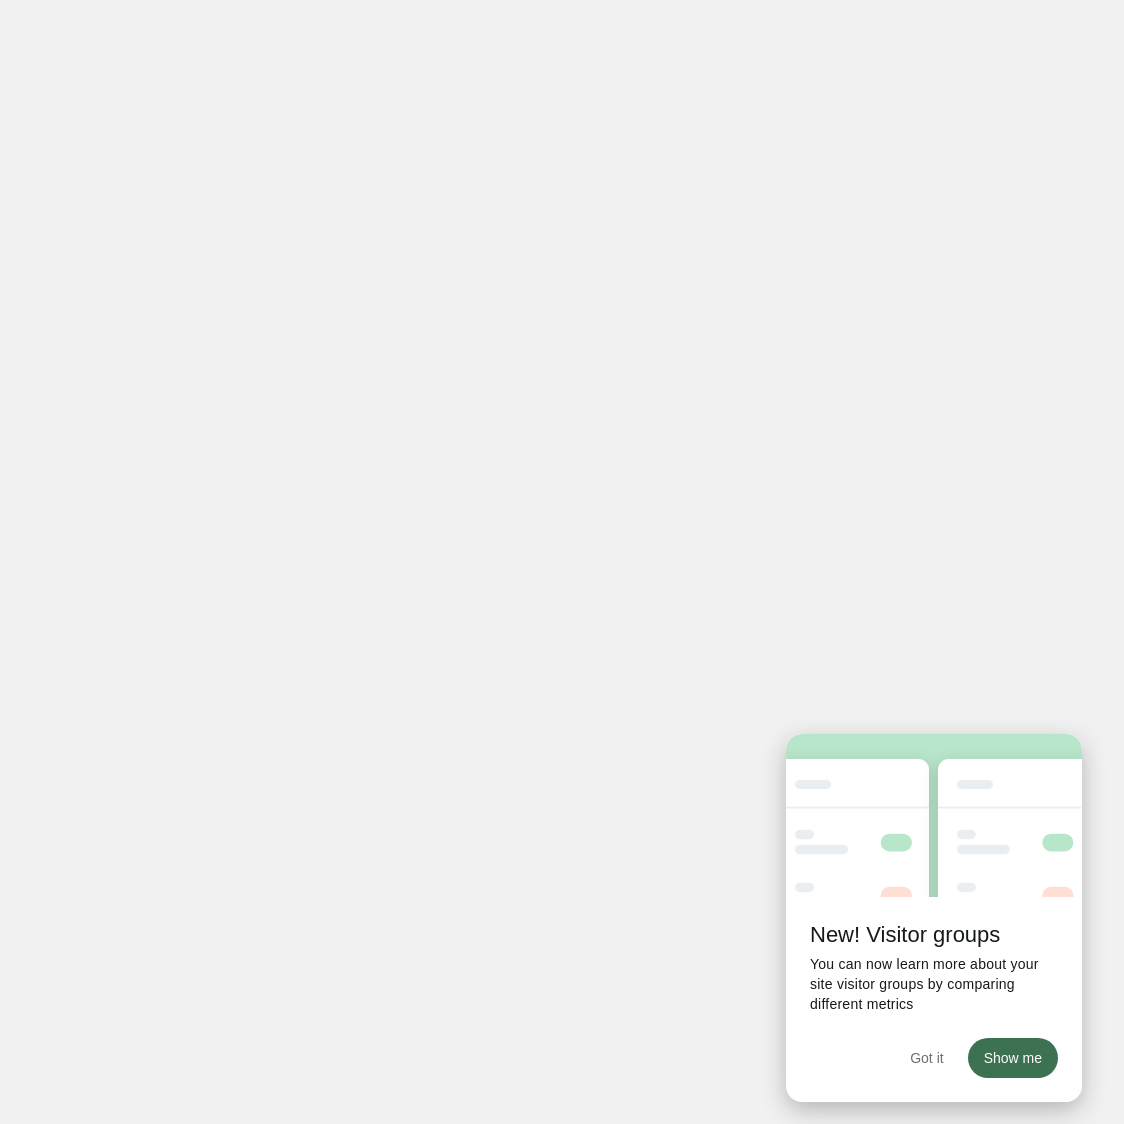 New! Visitor groups
You can now learn more about your
site visitor groups by comparing
different metrics
Got it
Show me